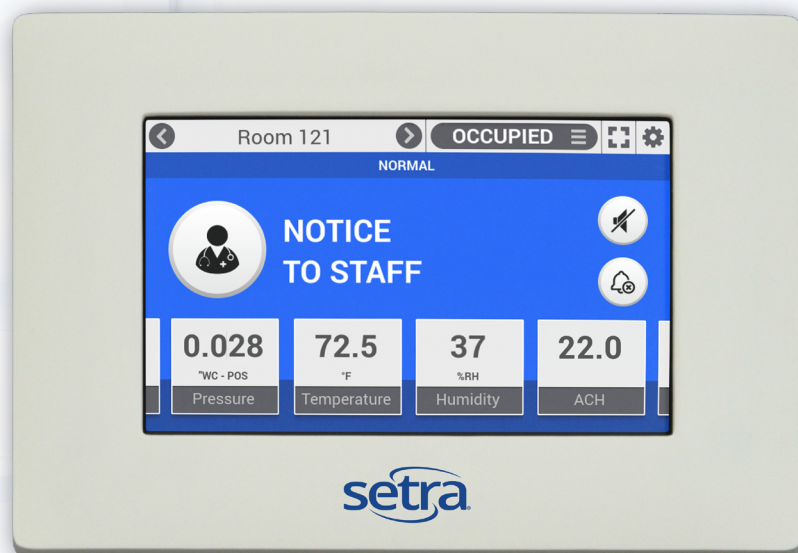 Room 121
OCCUPIED
NORMAL
NOTICE
TO STAFF
0.028
"WC - POS
Pressure
72.5
°F
Temperature
37
%RH
Humidity
22.0
ACH
setra